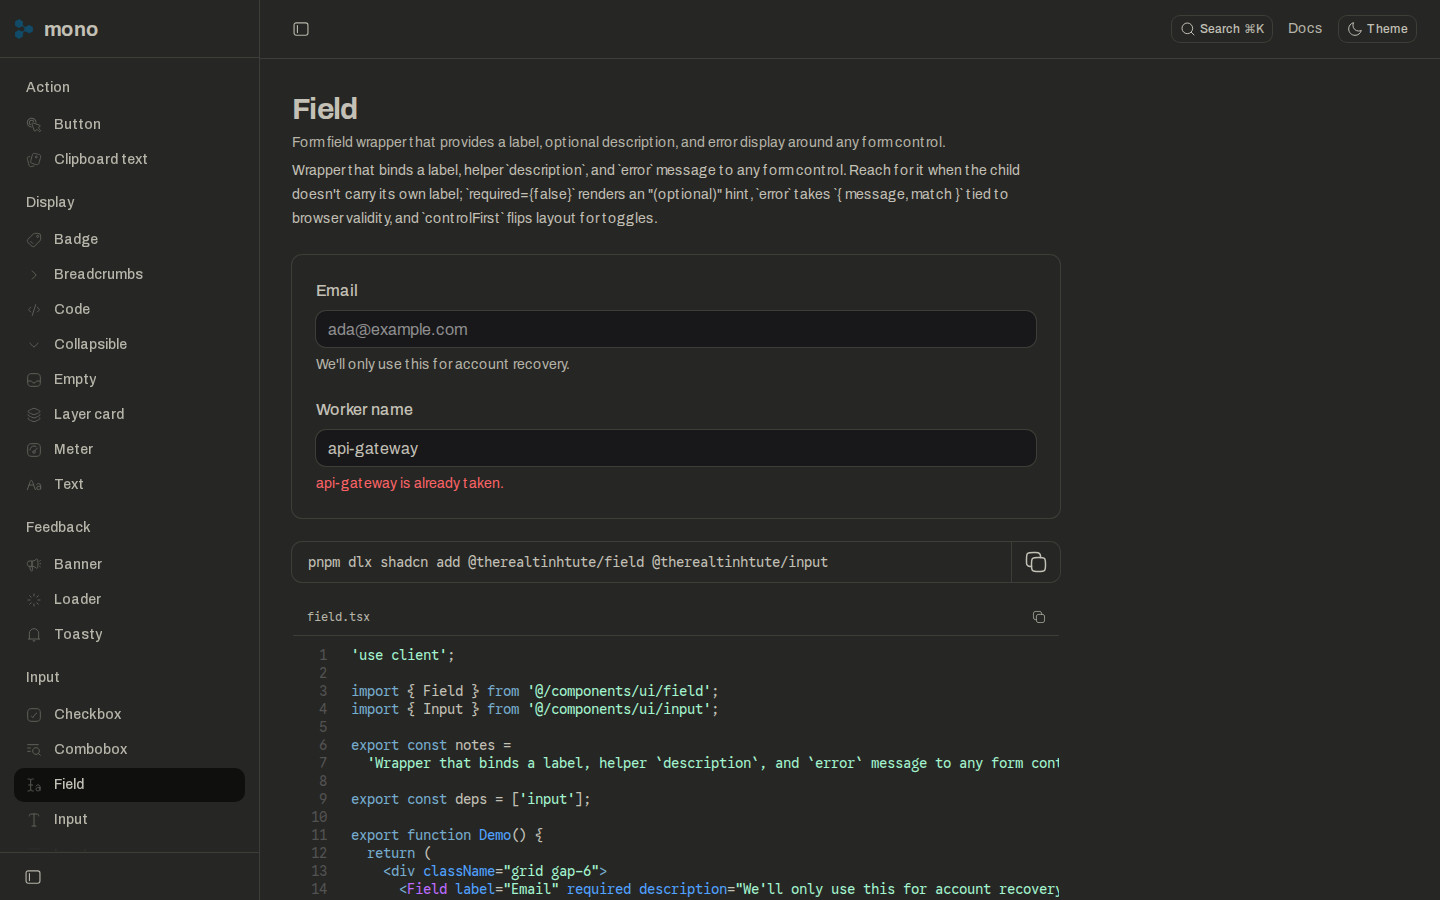 mono
Search ⌘K
Docs
Theme
Action
Button
Clipboard text
Display
Badge
Breadcrumbs
Code
Collapsible
Empty
Layer card
Meter
Text
Feedback
Banner
Loader
Toasty
Input
Checkbox
Combobox
Field
Input
Field
Form field wrapper that provides a label, optional description, and error display around any form control.
Wrapper that binds a label, helper `description`, and `error` message to any form control. Reach for it when the child
doesn't carry its own label; `required={false}` renders an "(optional)" hint, `error` takes `{ message, match }` tied to
browser validity, and `controlFirst` flips layout for toggles.
Email
ada@example.com
We'll only use this for account recovery.
Worker name
api-gateway
api-gateway is already taken.
pnpm dlx shadcn add @therealtinhtute/field @therealtinhtute/input
field.tsx
1 'use client';
2
3 import { Field } from '@/components/ui/field';
4 import { Input } from '@/components/ui/input';
5
6 export const notes =
7 'Wrapper that binds a label, helper `description`, and `error` message to any form cont
8
9 export const deps = ['input'];
10
11 export function Demo() {
12 return (
13 <div className="grid gap-6">
14 <Field label="Email" required description="We'll only use this for account recovery